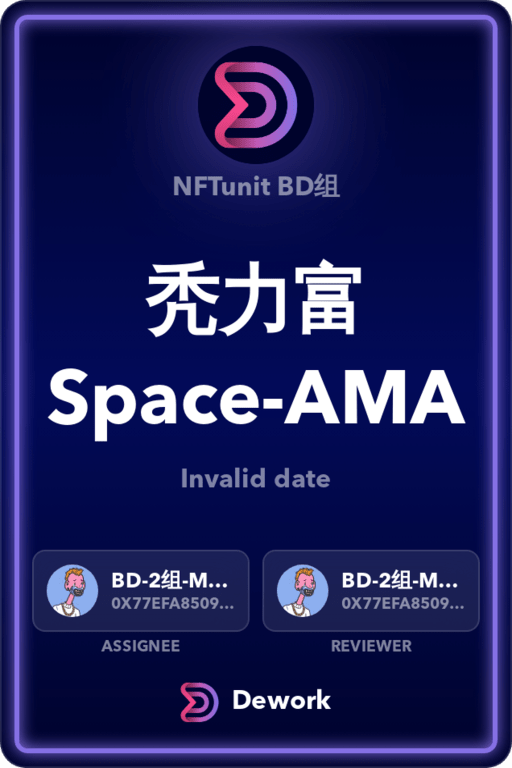 NFTunit BD组
秃力富
Space-AMA
Invalid date
BD-2组-M...
0X77EFA8509...
ASSIGNEE
BD-2组-M...
0X77EFA8509...
REVIEWER
Dework